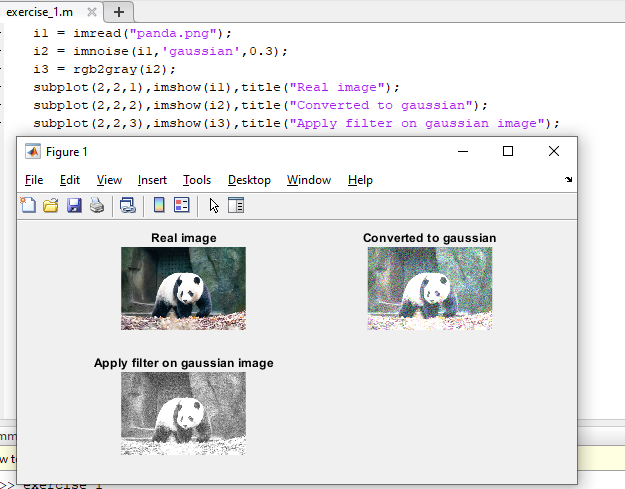 exercise_1.m
i1 = imread("panda.png");
i2 = imnoise(i1,'gaussian',0.3);
i3 = rgb2gray(i2);
subplot(2,2,1),imshow(i1),title("Real image");
subplot(2,2,2),imshow(i2),title("Converted to gaussian");
subplot(2,2,3),imshow(i3),title("Apply filter on gaussian image");
Figure 1
File Edit View Insert Tools Desktop Window Help
Real image
Converted to gaussian
Apply filter on gaussian image